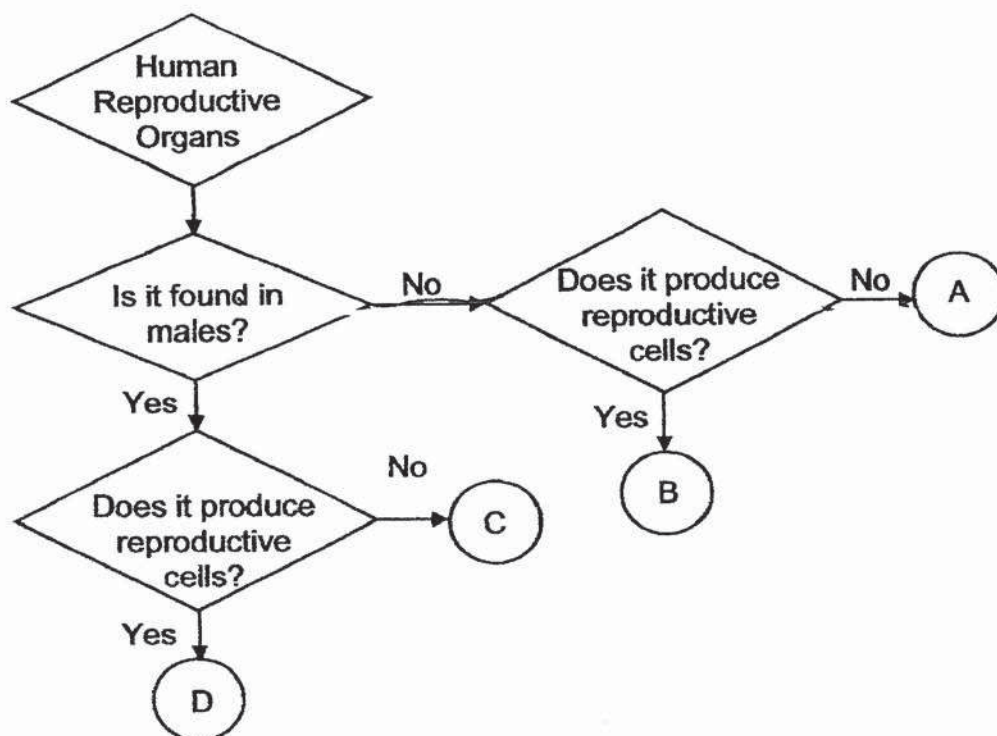 Human
Reproductive
Organs
Is it found in
males?
No
Does it produce
reproductive
cells?
No
A
Yes
B
Yes
Does it produce
reproductive
cells?
No
C
Yes
D